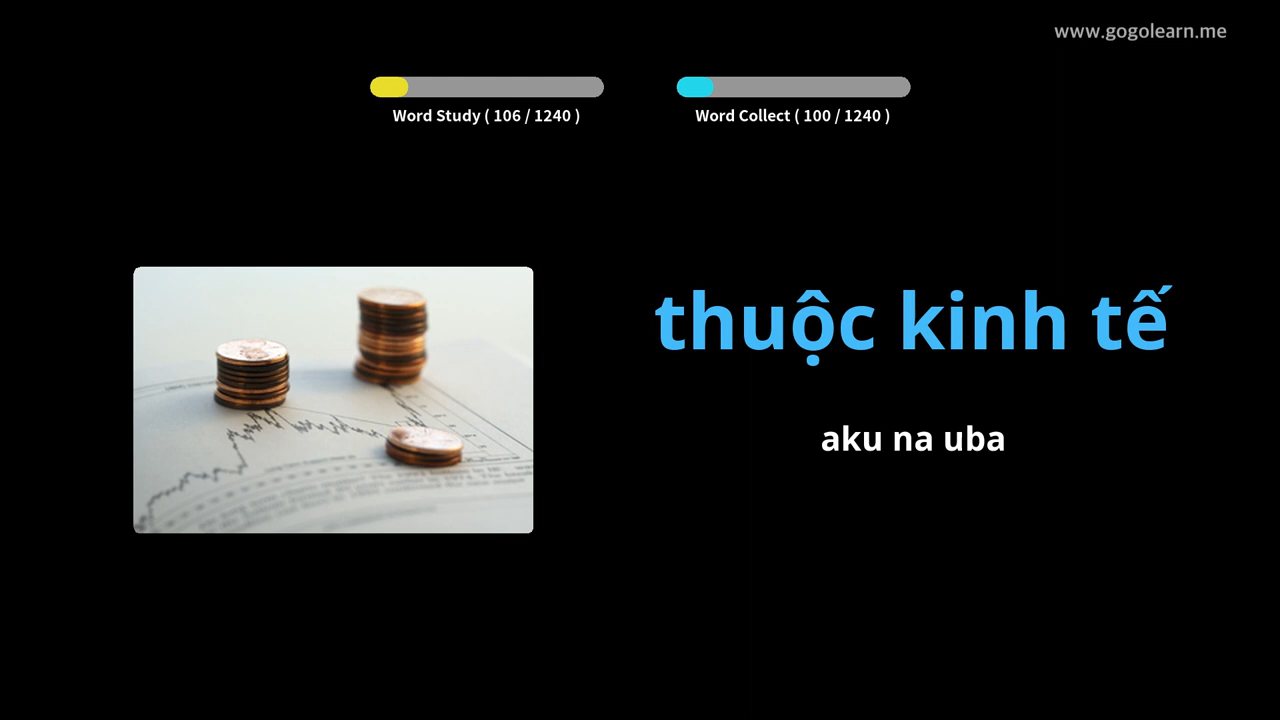 www.gogolearn.me
Word Study ( 106 / 1240 )
Word Collect ( 100 / 1240 )
thuộc kinh tế
aku na uba